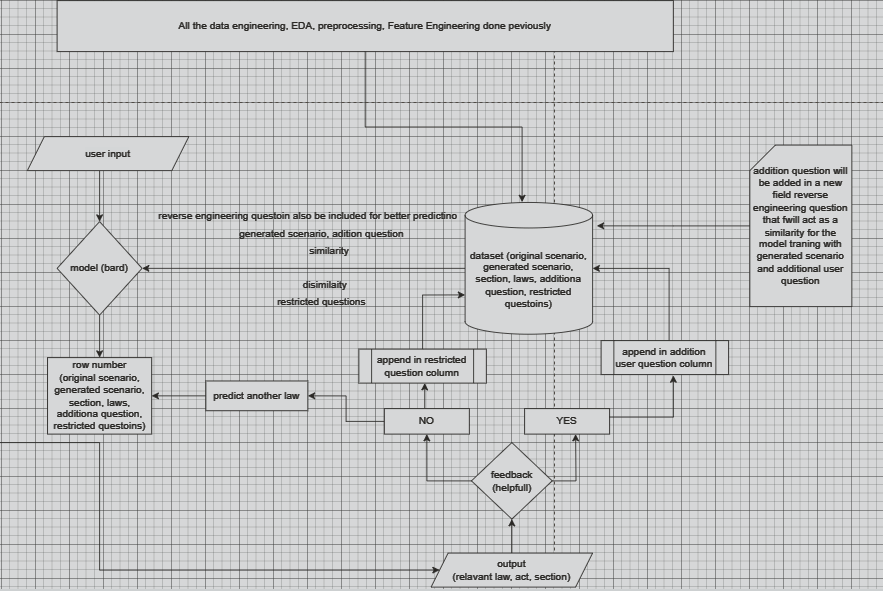 All the data engineering, EDA, preprocessing, Feature Engineering done peviously
user input
model (bard)
reverse engineering questoin also be included for better predictino
generated scenario, adition question
similarity
disimilaity
restricted questions
dataset (original scenario,
generated scenario,
section, laws, additiona
question, restricted
questoins)
addition question will
be added in a new
field reverse
engineering question
that fwill act as a
similarity for the
model traning with
generated scenario
and additional user
question
row number
(original scenario,
generated scenario,
section, laws,
additiona question,
restricted questoins)
predict another law
append in restricted
question column
append in addition
user question column
NO
YES
feedback
(helpfull)
output
(relavant law, act, section)